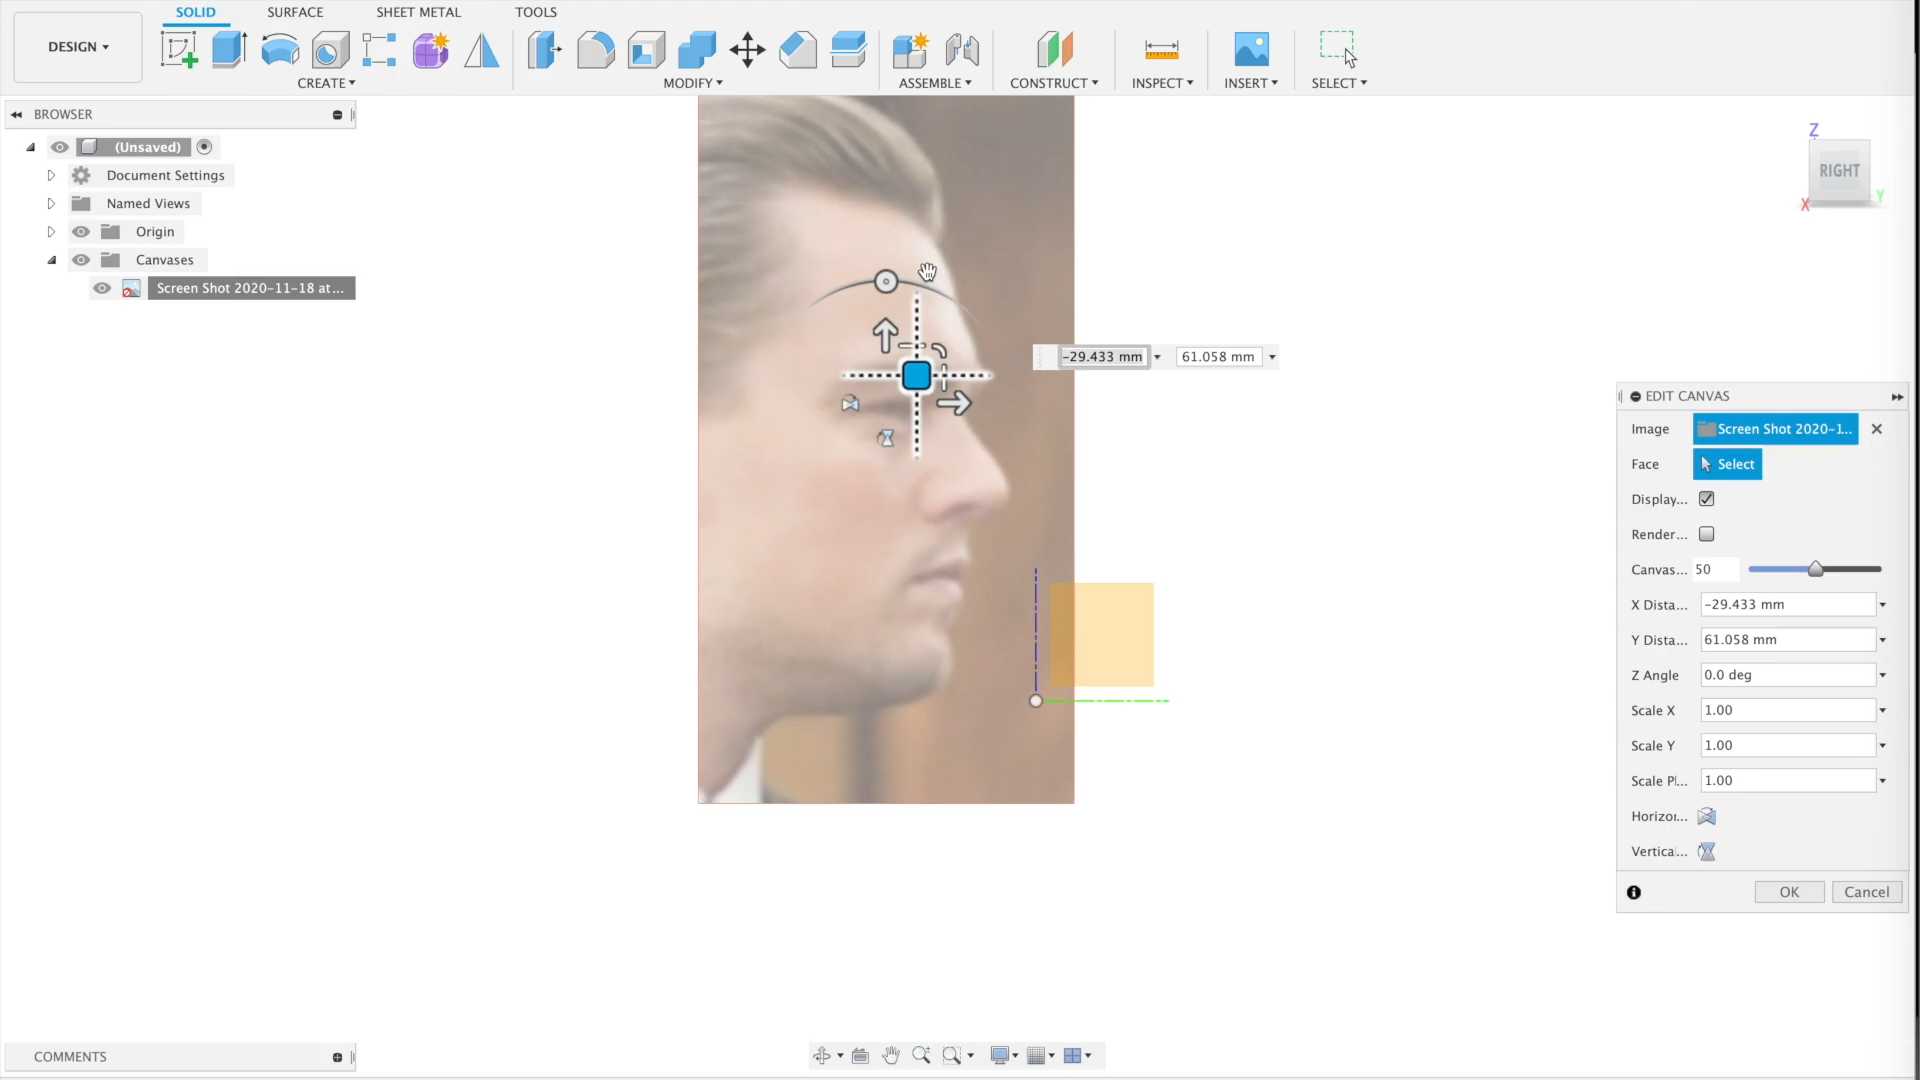 SOLID SURFACE SHEET METAL TOOLS
DESIGN
CREATE MODIFY ASSEMBLE CONSTRUCT INSPECT INSERT SELECT
BROWSER
(Unsaved)
Document Settings
Named Views
Origin
Canvases
Screen Shot 2020-11-18 at...
Z
RIGHT
X
Y
-29.433 mm 61.058 mm
EDIT CANVAS
Image Screen Shot 2020-1...
Face Select
Display...
Render...
Canvas... 50
X Dista... -29.433 mm
Y Dista... 61.058 mm
Z Angle 0.0 deg
Scale X 1.00
Scale Y 1.00
Scale Pl... 1.00
Horizo...
Vertica...
OK Cancel
COMMENTS